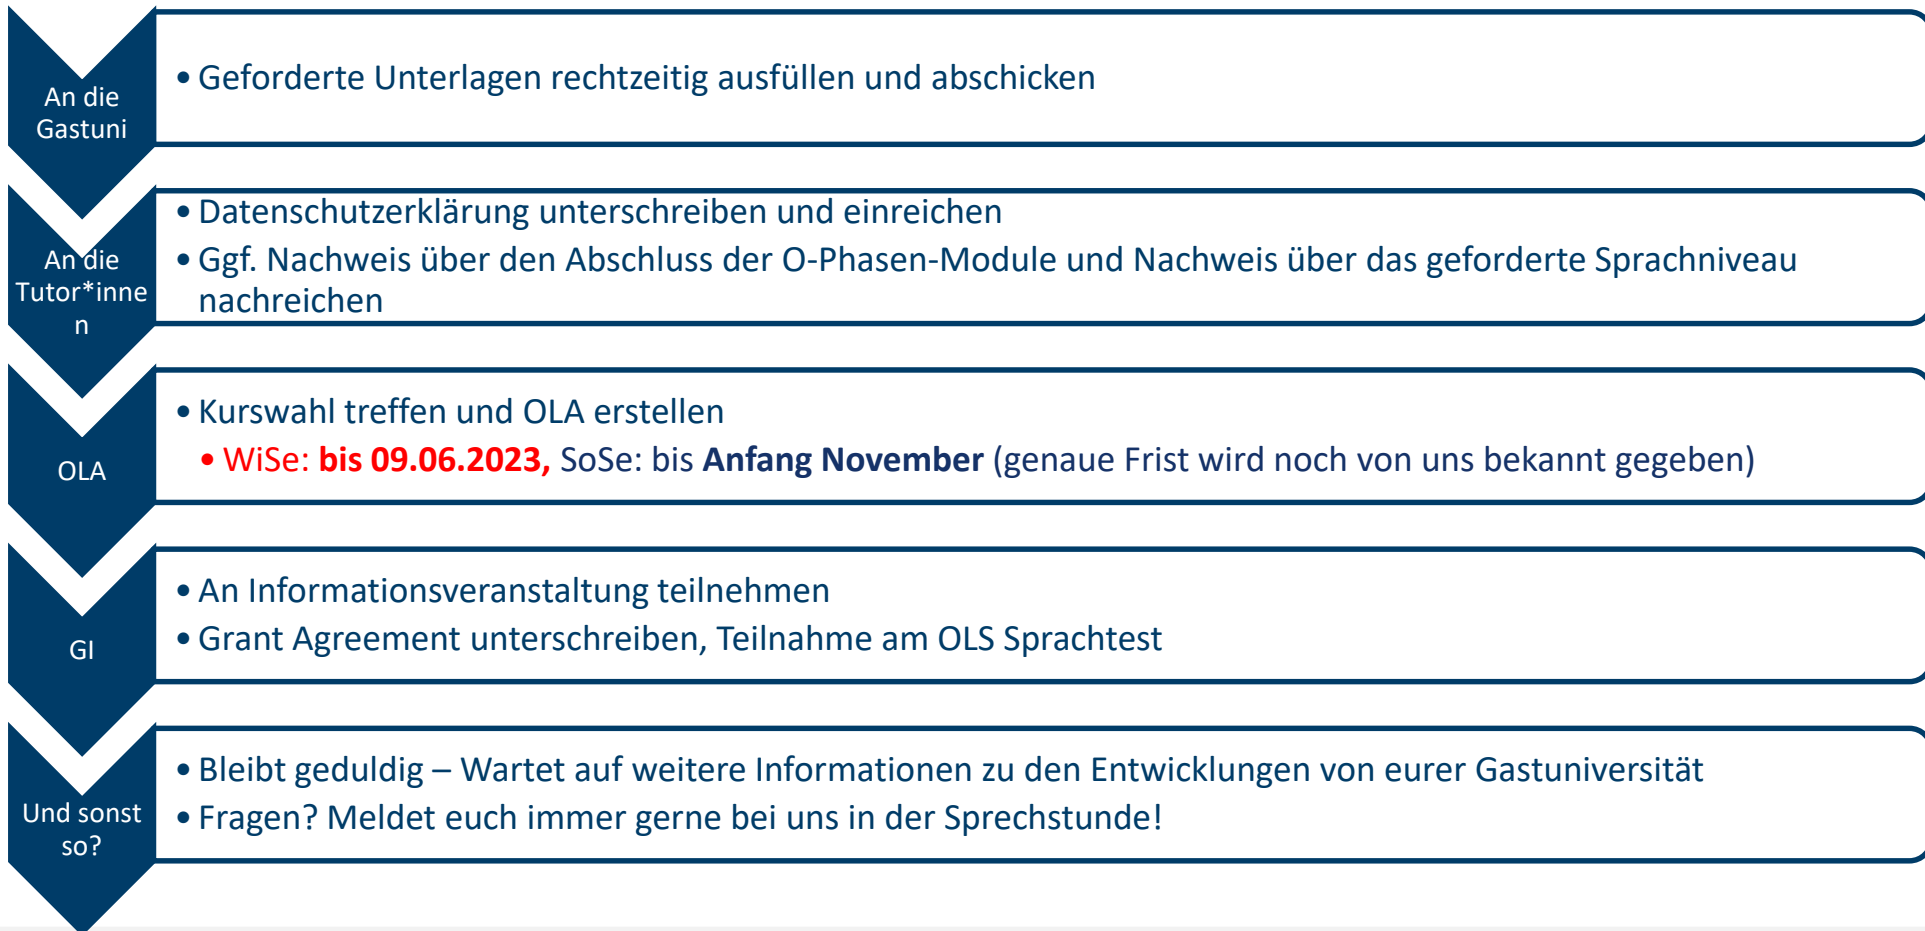 An die
Gastuni
• Geforderte Unterlagen rechtzeitig ausfüllen und abschicken
An die
Tutor*inne
n
• Datenschutzerklärung unterschreiben und einreichen
• Ggf. Nachweis über den Abschluss der O-Phasen-Module und Nachweis über das geforderte Sprachniveau
nachreichen
OLA
• Kurswahl treffen und OLA erstellen
• WiSe: bis 09.06.2023, SoSe: bis Anfang November (genaue Frist wird noch von uns bekannt gegeben)
GI
• An Informationsveranstaltung teilnehmen
• Grant Agreement unterschreiben, Teilnahme am OLS Sprachtest
Und sonst
so?
• Bleibt geduldig – Wartet auf weitere Informationen zu den Entwicklungen von eurer Gastuniversität
• Fragen? Meldet euch immer gerne bei uns in der Sprechstunde!